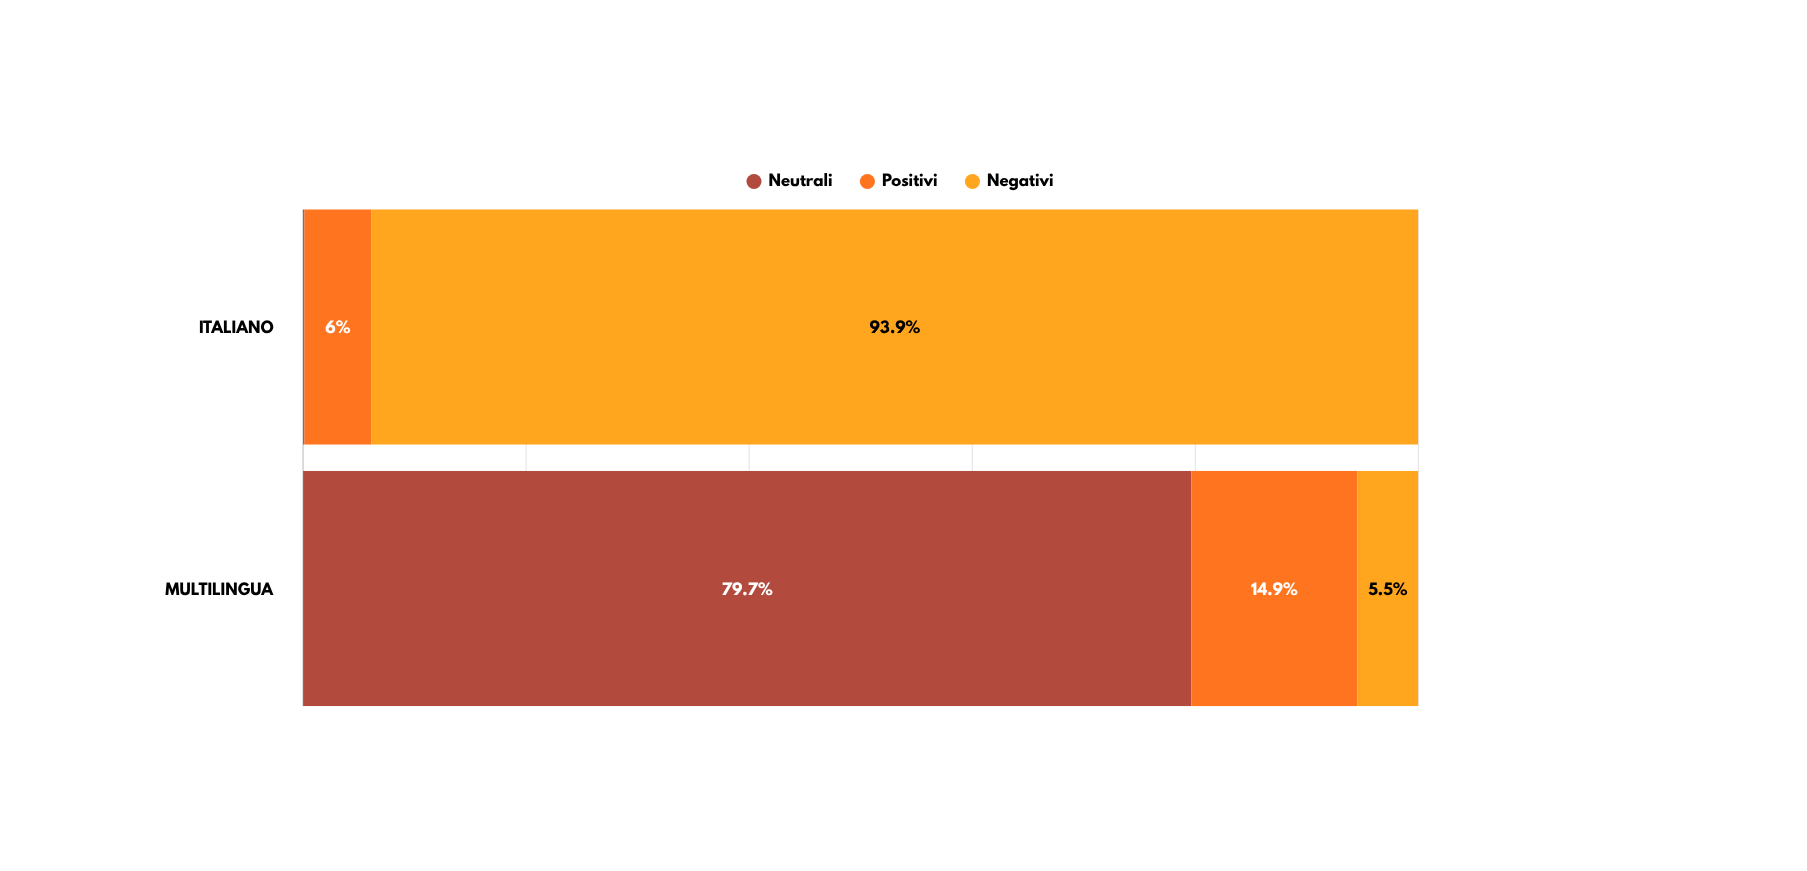 Neutrali Positivi Negativi
ITALIANO 6% 93.9%
MULTILINGUA 79.7% 14.9% 5.5%